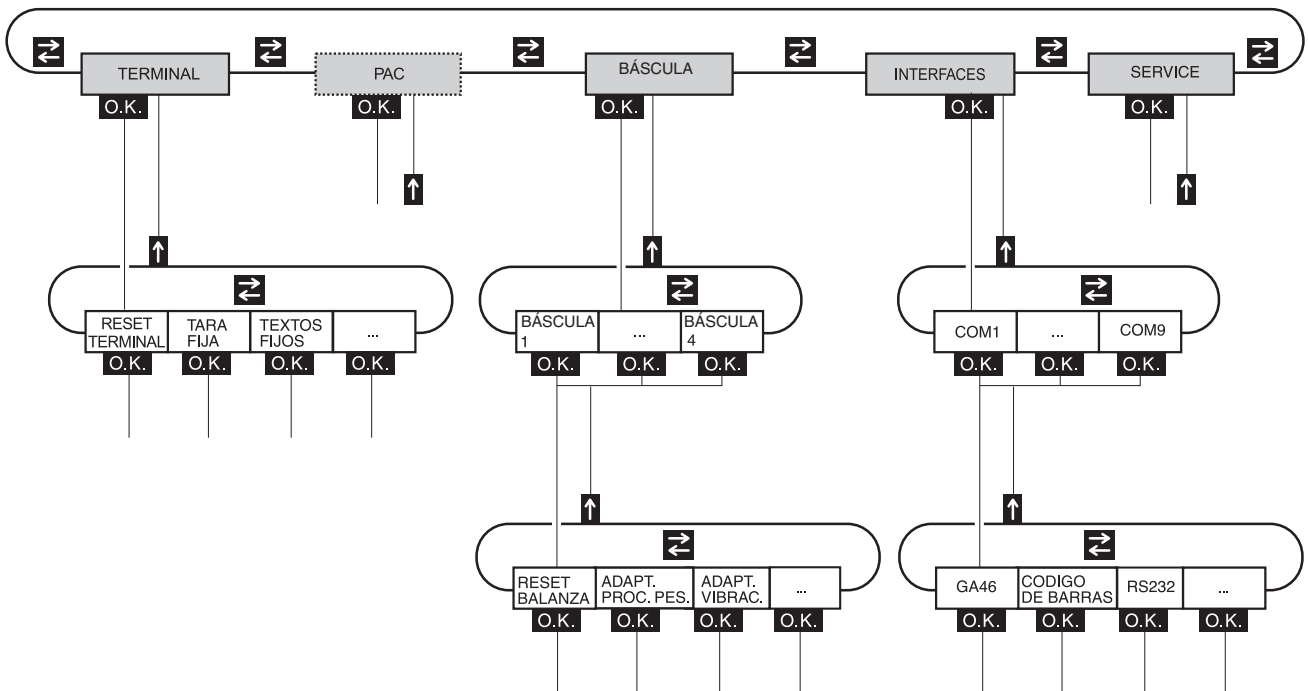 TERMINAL
PAC
BÁSCULA
INTERFACES
SERVICE
O.K.
O.K.
O.K.
O.K.
O.K.
RESET
TERMINAL
TARA
FIJA
TEXTOS
FIJOS
...
O.K.
O.K.
O.K.
O.K.
BÁSCULA
1
...
BÁSCULA
4
O.K.
O.K.
O.K.
COM1
...
COM9
O.K.
O.K.
O.K.
RESET
BALANZA
ADAPT.
PROC. PES.
ADAPT.
VIBRAC.
...
O.K.
O.K.
O.K.
O.K.
GA46
CODIGO
DE BARRAS
RS232
...
O.K.
O.K.
O.K.
O.K.